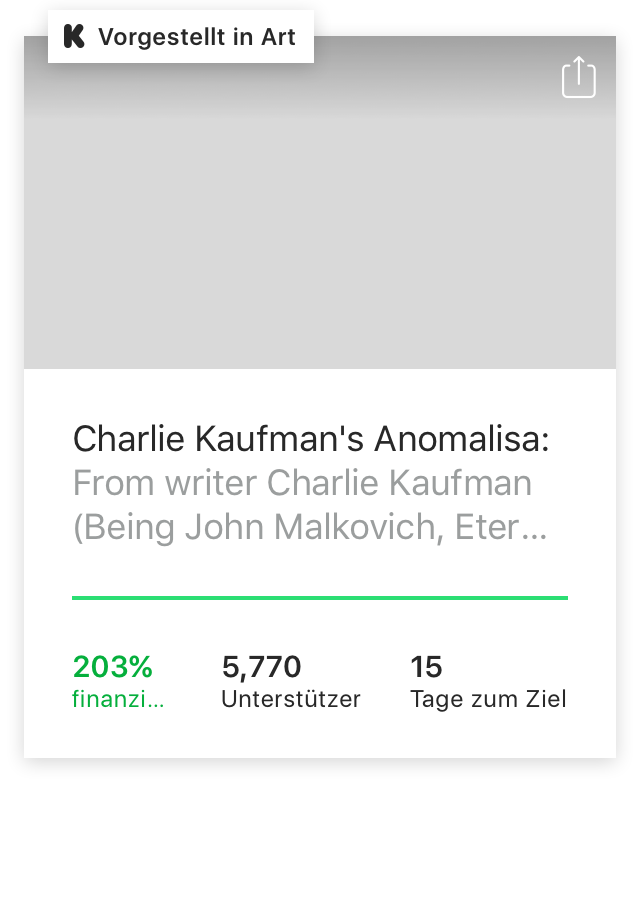 Vorgestellt in Art
Charlie Kaufman's Anomalisa:
From writer Charlie Kaufman
(Being John Malkovich, Eter...
203% 5,770 15
finanzi... Unterstützer Tage zum Ziel